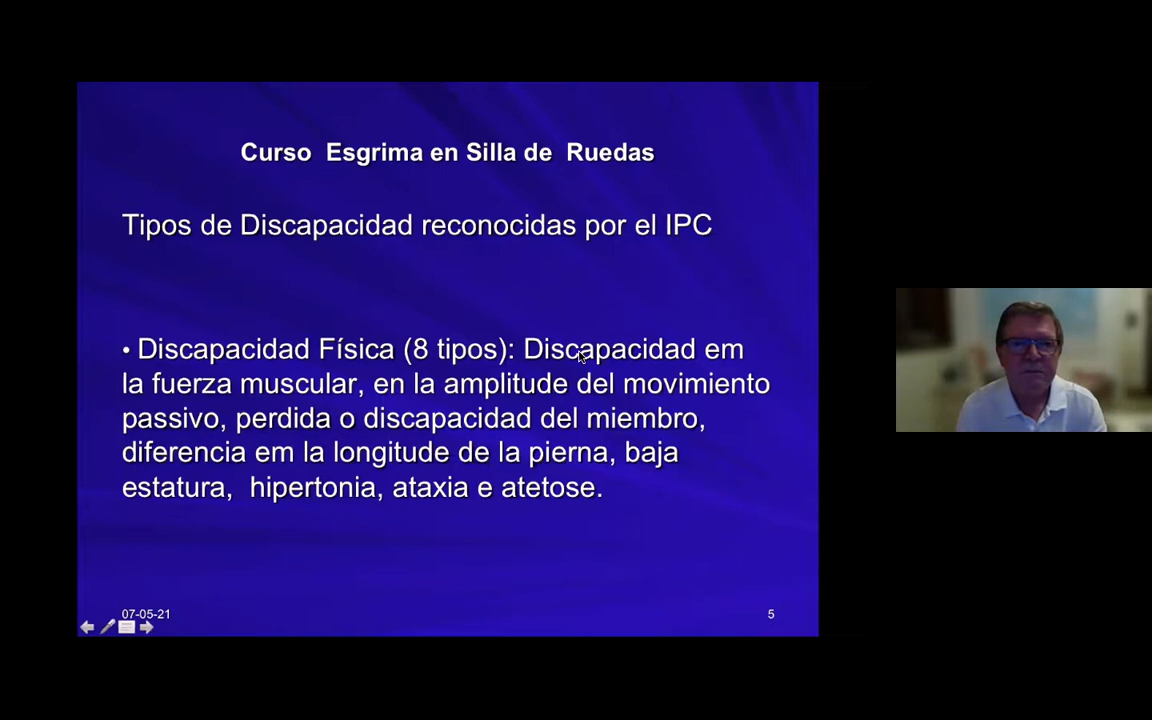 Curso Esgrima en Silla de Ruedas
Tipos de Discapacidad reconocidas por el IPC
• Discapacidad Física (8 tipos): Discapacidad em
la fuerza muscular, en la amplitude del movimiento
passivo, perdida o discapacidad del miembro,
diferencia em la longitude de la pierna, baja
estatura, hipertonia, ataxia e atetose.
07-05-21
5